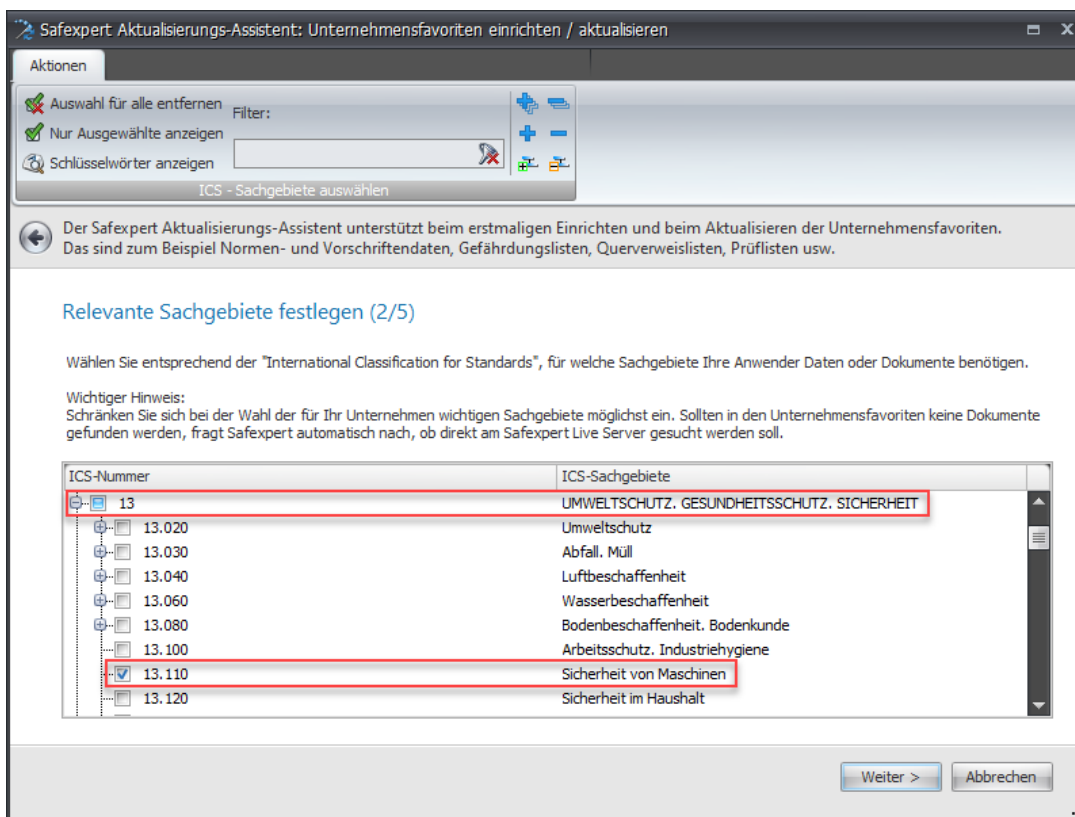 Safexpert Aktualisierungs-Assistent: Unternehmensfavoriten einrichten / aktualisieren
Aktionen
Auswahl für alle entfernen
Filter:
Nur Ausgewählte anzeigen
Schlüsselwörter anzeigen
ICS - Sachgebiete auswählen
Der Safexpert Aktualisierungs-Assistent unterstützt beim erstmaligen Einrichten und beim Aktualisieren der Unternehmensfavoriten.
Das sind zum Beispiel Normen- und Vorschriftendaten, Gefährdungslisten, Querverweislisten, Prüflisten usw.
Relevante Sachgebiete festlegen (2/5)
Wählen Sie entsprechend der "International Classification for Standards", für welche Sachgebiete Ihre Anwender Daten oder Dokumente benötigen.
Wichtiger Hinweis:
Schränken Sie sich bei der Wahl der für Ihr Unternehmen wichtigen Sachgebiete möglichst ein. Sollten in den Unternehmensfavoriten keine Dokumente
gefunden werden, fragt Safexpert automatisch nach, ob direkt am Safexpert Live Server gesucht werden soll.
ICS-Nummer ICS-Sachgebiete
13 UMWELTSCHUTZ. GESUNDHEITSSCHUTZ. SICHERHEIT
13.020 Umweltschutz
13.030 Abfall. Müll
13.040 Luftbeschaffenheit
13.060 Wasserbeschaffenheit
13.080 Bodenbeschaffenheit. Bodenkunde
13.100 Arbeitsschutz. Industriehygiene
13.110 Sicherheit von Maschinen
13.120 Sicherheit im Haushalt
Weiter > Abbrechen
.